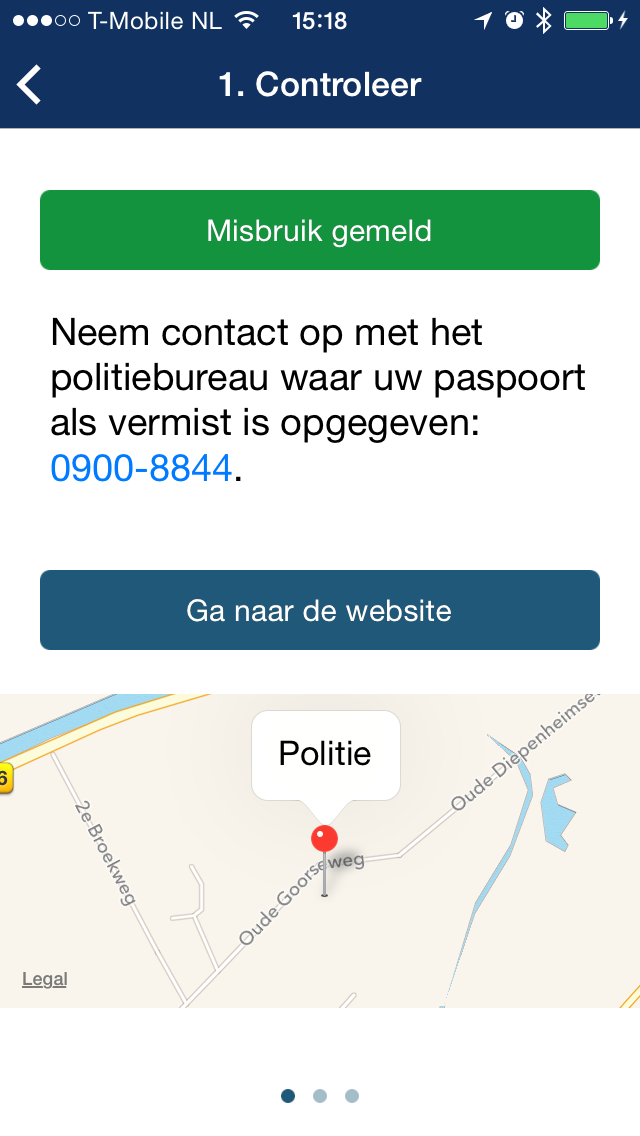 T-Mobile NL 15:18
1. Controleer
Misbruik gemeld
Neem contact op met het
politiebureau waar uw paspoort
als vermist is opgegeven:
0900-8844.
Ga naar de website
Politie
6
Oude Diepenheimse
2e Broekweg
Oude Goorseweg
Legal